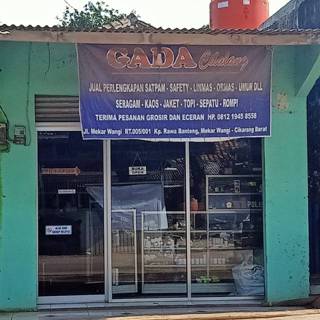 GADA Cikarang
JUAL PERLENGKAPAN SATPAM - SAFETY - LINMAS - ORMAS - UMUM DLL
SERAGAM - KAOS - JAKET - TOPI - SEPATU - ROMPI
TERIMA PESANAN GROSIR DAN ECERAN HP. 0812 1945 8558
Jl. Mekar Wangi RT.005/001 Kp. Rawa Banteng, Mekar Wangi - Cikarang Barat
BUKA
OPEN